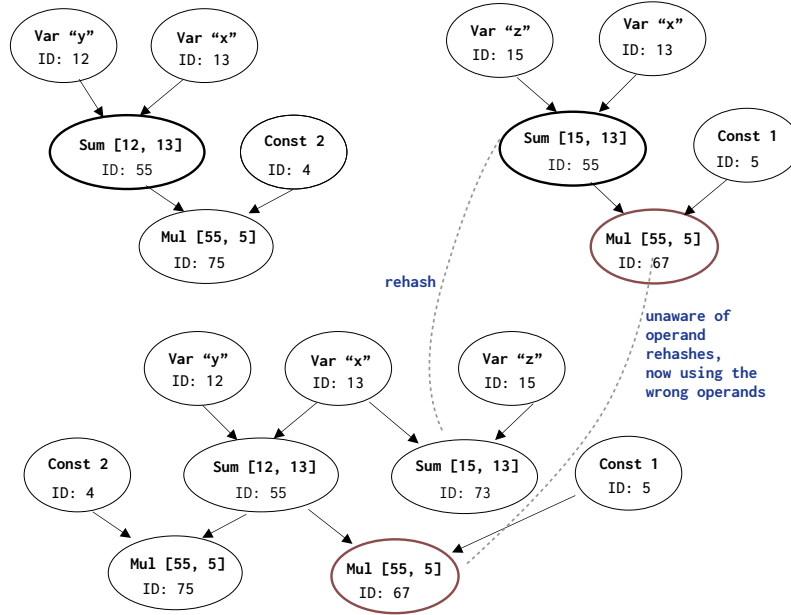 Var “y”
ID: 12
Var “x”
ID: 13
Sum [12, 13]
ID: 55
Const 2
ID: 4
Mul [55, 5]
ID: 75
Var “z”
ID: 15
Var “x”
ID: 13
Sum [15, 13]
ID: 55
Const 1
ID: 5
Mul [55, 5]
ID: 67
rehash
unaware of
operand
rehashes,
now using the
wrong operands
Var “y”
ID: 12
Var “x”
ID: 13
Var “z”
ID: 15
Const 2
ID: 4
Sum [12, 13]
ID: 55
Sum [15, 13]
ID: 73
Const 1
ID: 5
Mul [55, 5]
ID: 75
Mul [55, 5]
ID: 67